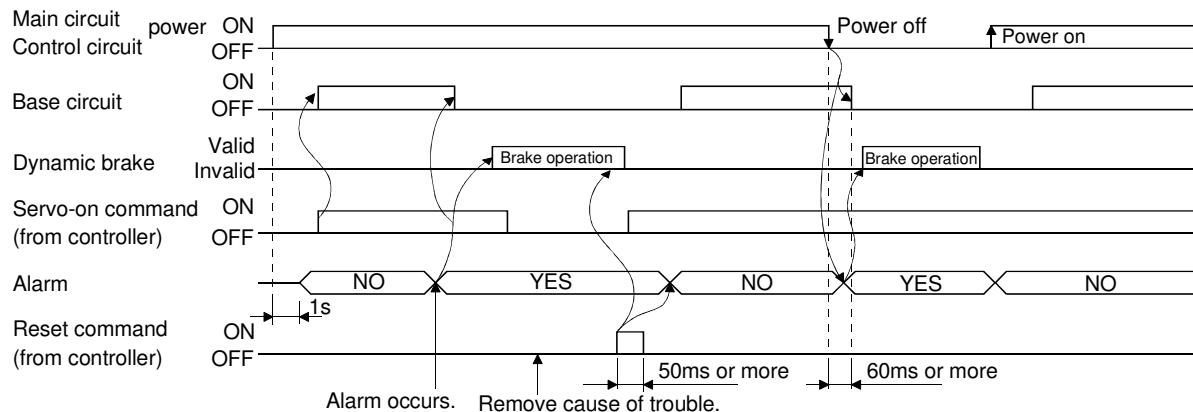 Main circuit
Control circuit
power
ON
OFF
Power off
Power on
Base circuit
ON
OFF
Dynamic brake
Valid
Invalid
Brake operation
Brake operation
Servo-on command
(from controller)
ON
OFF
Alarm
NO
YES
NO
YES
NO
1s
Reset command
(from controller)
ON
OFF
50ms or more
60ms or more
Alarm occurs.
Remove cause of trouble.